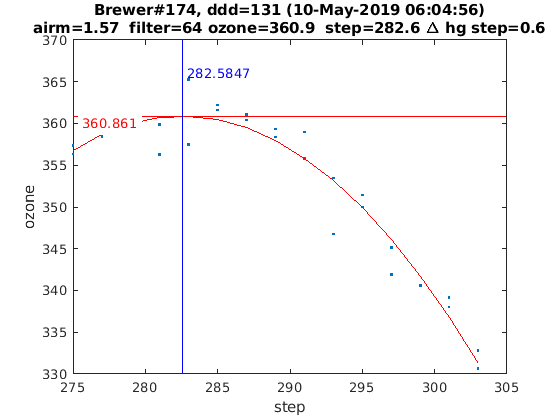 Brewer#174, ddd=131 (10-May-2019 06:04:56)
airm=1.57 filter=64 ozone=360.9 step=282.6 Δ hg step=0.6
370
365
360
355
350
345
340
335
330
ozone
282.5847
360.861
275 280 285 290 295 300 305
step